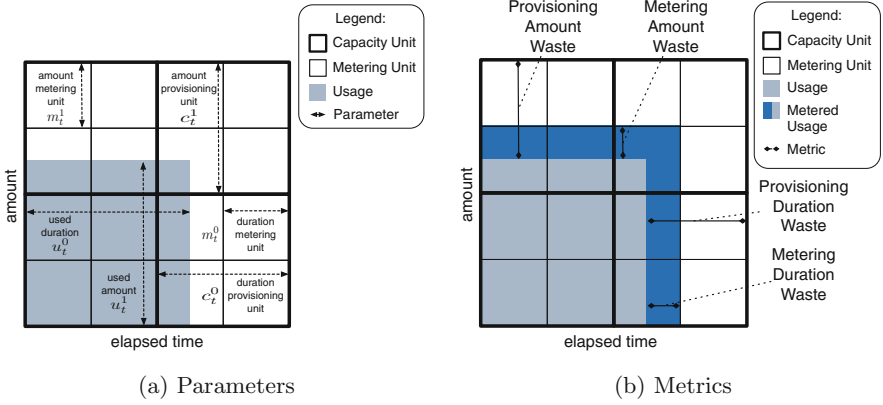 Legend:
Capacity Unit
Metering Unit
Usage
Parameter
amount
metering
unit
m_t^1
amount
provisioning
unit
c_t^1
used
duration
u_t^0
used
amount
u_t^1
m_t^0
duration
metering
unit
c_t^0
duration
provisioning
unit
amount
elapsed time
(a) Parameters
Provisioning
Amount
Waste
Metering
Amount
Waste
Legend:
Capacity Unit
Metering Unit
Usage
Metered
Usage
Metric
Provisioning
Duration
Waste
Metering
Duration
Waste
amount
elapsed time
(b) Metrics